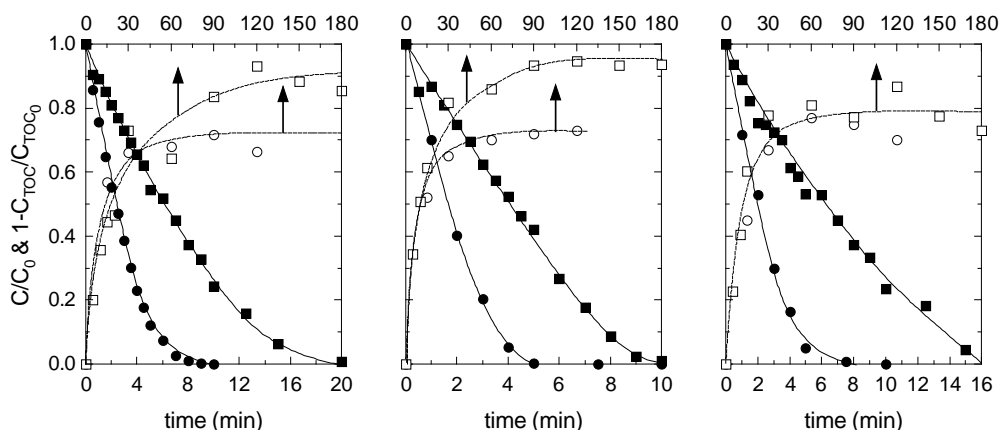 0 30 60 90 120 150 180
0 30 60 90 120 150 180
0 30 60 90 120 150 180
1.0
0.8
0.6
0.4
0.2
0.0
C/C0 & 1-CTOC/CTOC0
0 4 8 12 16 20
0 2 4 6 8 10
0 2 4 6 8 10 12 14 16
time (min)
time (min)
time (min)